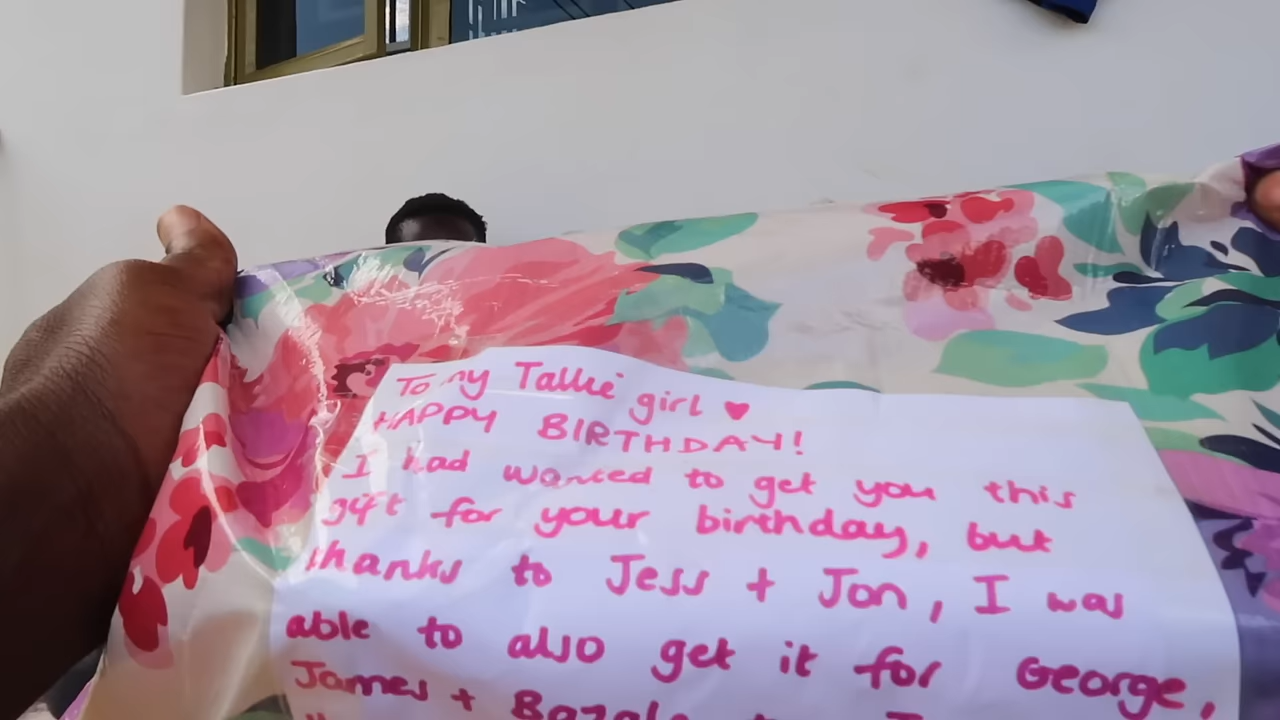 To my Tallie girl ♥
HAPPY BIRTHDAY!
I had wanted to get you this
gift for your birthday, but
thanks to Jess + Jon, I was
able to also get it for George,
James +